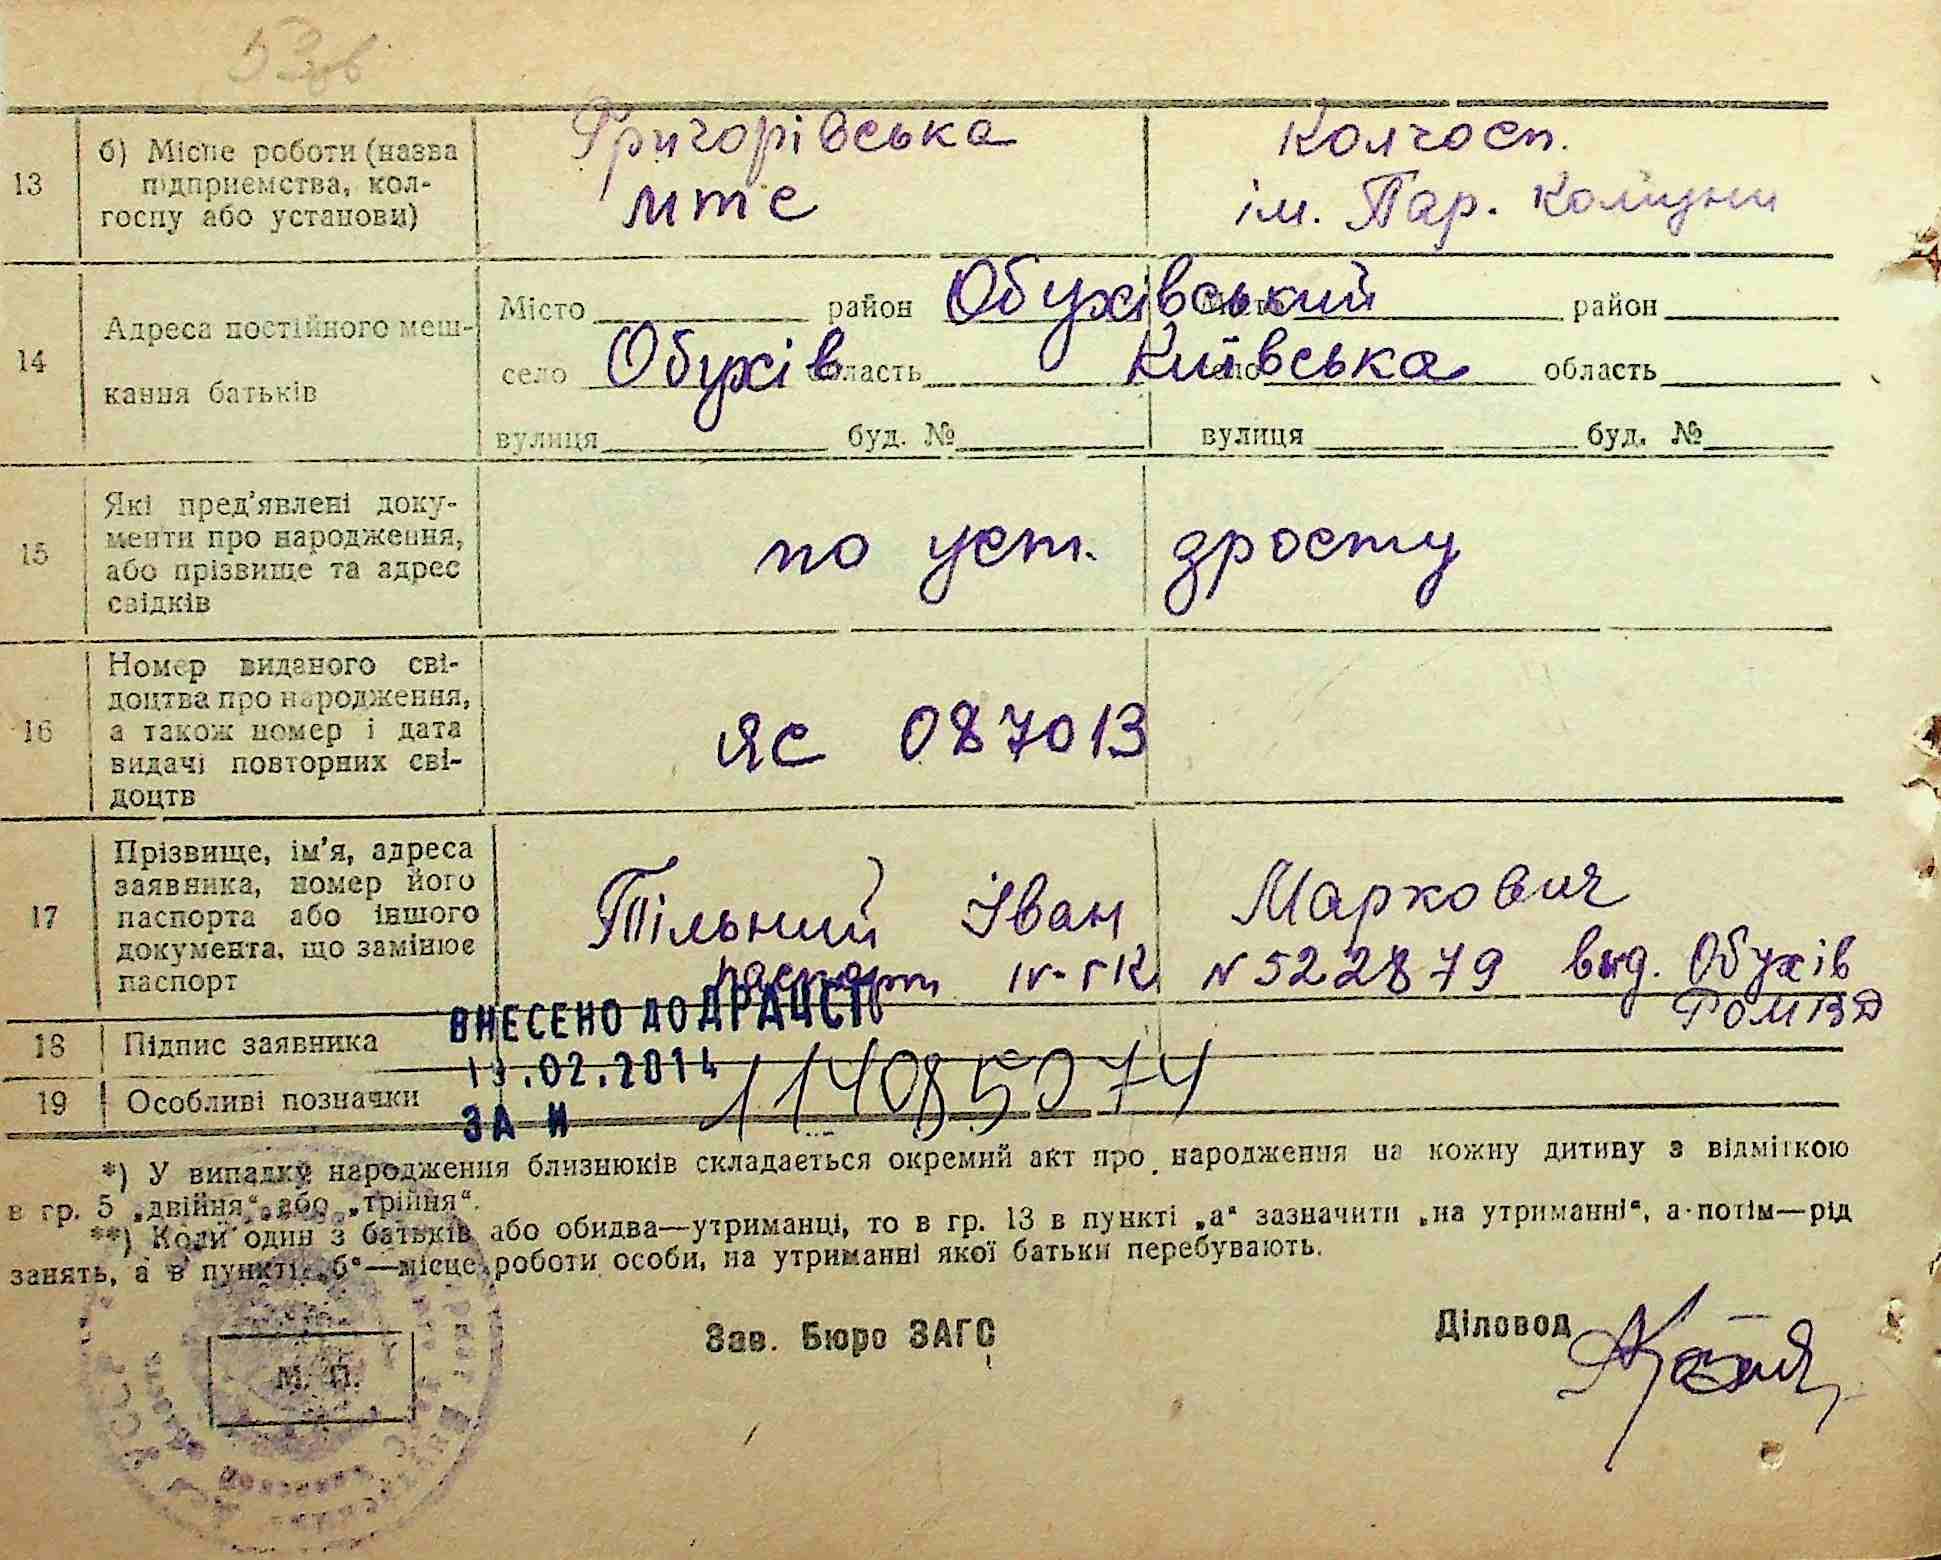 53зв
13 б) Місце роботи (назва підприємства, колгоспу або установи) Григорівська Колгосп.
мтс ім. Пар. Комуни
14 Адреса постійного мешкання батьків
Місто район Обухівський район
село Обухів область Київська область
вулиця буд. № вулиця буд. №
15 Які пред'явлені документи про народження, або прізвище та адрес свідків по уст. зросту
16 Номер виданого свідоцтва про народження, а також номер і дата видачі повторних свідоцтв ЯС 087013
17 Прізвище, ім'я, адреса заявника, номер його паспорта або іншого документа, що замінює паспорт Тільний Іван Маркович
паспорт IV-ГК N 522879 вид. Обухів
РОМВД
ВНЕСЕНО ДО ДРАЦСГ
18 Підпис заявника
13.02.2014
19 Особливі позначки
ЗА N 114085074
*) У випадку народження близнюків складається окремий акт про народження на кожну дитину з відміткою
в гр. 5 „двійня“ або „трійня“.
**) Коли один з батьків або обидва—утриманці, то в гр. 13 в пункті „а“ зазначити „на утриманні“, а потім—рід
занять, а в пункті „б“—місце роботи особи, на утриманні якої батьки перебувають.
М. П.
Зав. Бюро ЗАГС
Діловод